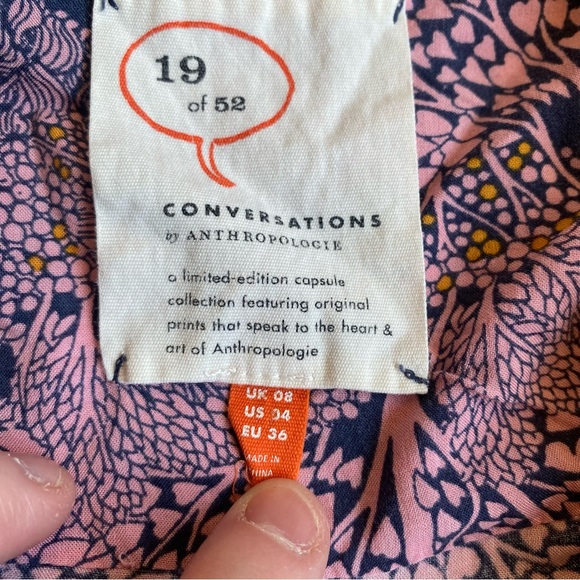 19
of 52
CONVERSATIONS
by ANTHROPOLOGIE
a limited-edition capsule
collection featuring original
prints that speak to the heart &
art of Anthropologie
UK 08
US 04
EU 36
MADE IN
CHINA